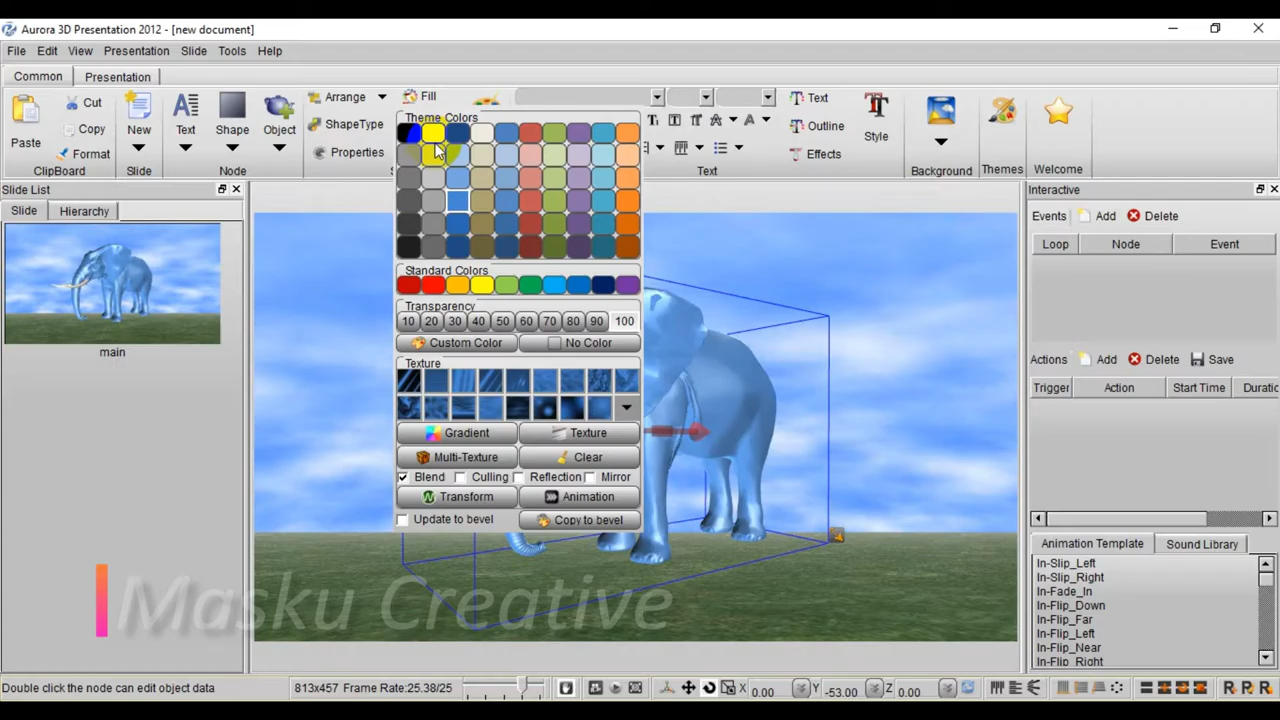 Aurora 3D Presentation 2012 - [new document]
File Edit View Presentation Slide Tools Help
Common Presentation
Paste Cut Copy Format ClipBoard
New Slide
Text Shape Object Node
Arrange ShapeType Properties
Fill
Text Outline Effects
Style
Background
Themes
Welcome
Slide List
Slide Hierarchy
main
Theme Colors
Standard Colors
Transparency
10 20 30 40 50 60 70 80 90 100
Custom Color No Color
Texture
Gradient Texture
Multi-Texture Clear
Blend Culling Reflection Mirror
Transform Animation
Update to bevel Copy to bevel
Interactive
Events Add Delete
Loop Node Event
Actions Add Delete Save
Trigger Action Start Time Duratic
Animation Template Sound Library
In-Slip_Left
In-Slip_Right
In-Fade_In
In-Flip_Down
In-Flip_Far
In-Flip_Left
In-Flip_Near
In-Flip_Right
Masku Creative
Double click the node can edit object data 813x457 Frame Rate:25.38/25 X 0.00 Y -53.00 Z 0.00